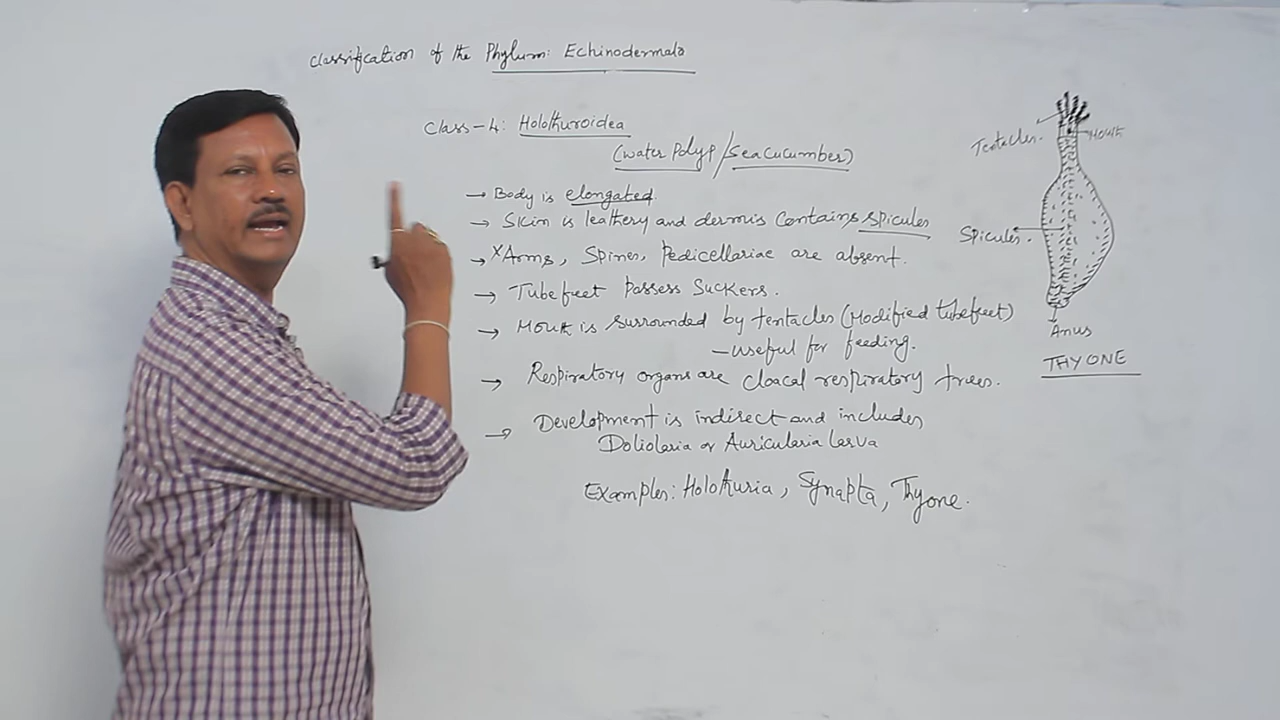 Classification of the Phylum: Echinodermata
Class-4: Holothuroidea
(water Polyp/Sea cucumber)
→ Body is elongated.
→ Skin is leathery and dermis contains spicules
→ xArms, Spines, Pedicellariae are absent.
→ Tubefeet Possess Suckers.
→ Mouth is surrounded by tentacles (Modified tubefeet)
- useful for feeding.
→ Respiratory organs are cloacal respiratory trees.
→ Development is indirect and includes
Doliolaria or Auricularia Larva
Examples: Holothuria, Synapta, Thyone.
Tentacles.
Mouth
Spicules.
Anus
THYONE